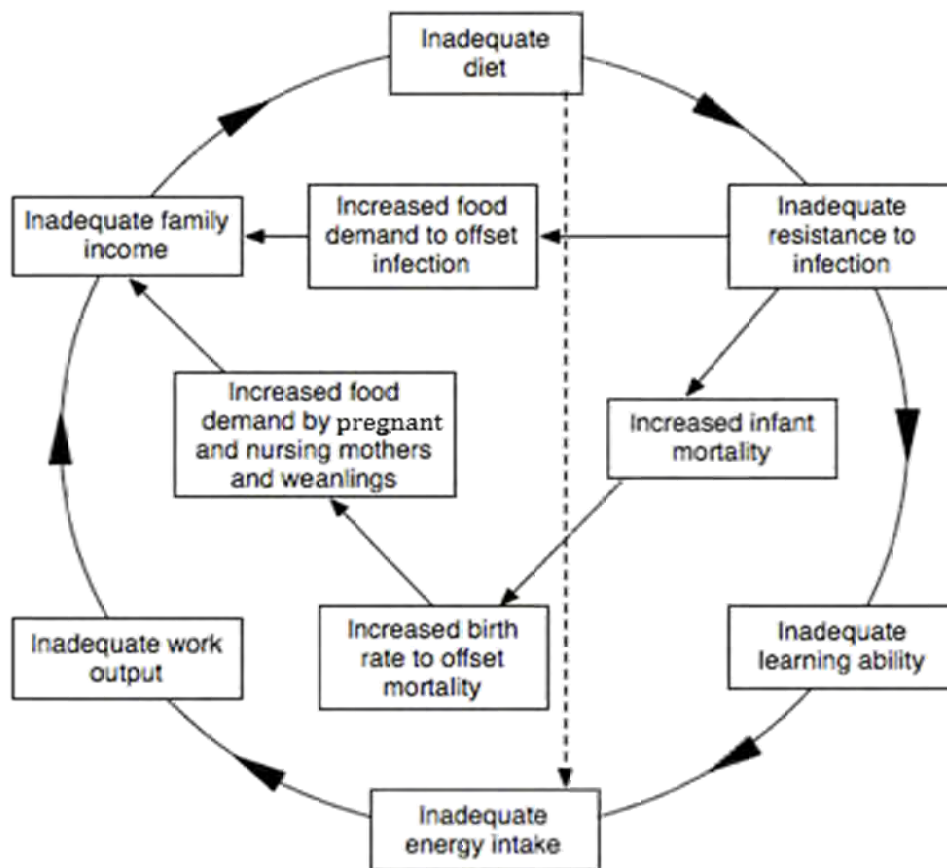 Inadequate
diet
Inadequate family
income
Increased food
demand to offset
infection
Inadequate
resistance to
infection
Increased food
demand by pregnant
and nursing mothers
and weanlings
Increased infant
mortality
Inadequate work
output
Increased birth
rate to offset
mortality
Inadequate
learning ability
Inadequate
energy intake